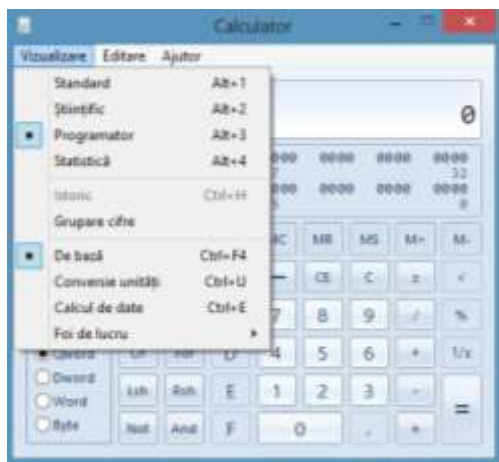 Calculator
Vizualizare Editare Ajutor
Standard Alt+1
Științific Alt+2
Programator Alt+3
Statistică Alt+4
Istoric Ctrl+H
Grupare cifre
De bază Ctrl+F4
Conversie unități Ctrl+U
Calcul de date Ctrl+E
Foi de lucru
0
0000 0000 0000
32
0000 0000 0000
0
MR MS M+ M-
CE C ± √
7 8 9 / %
Qword 4 5 6 * 1/x
Dword
Lsh Rsh E 1 2 3 - =
Word
Byte Not And F 0 . +